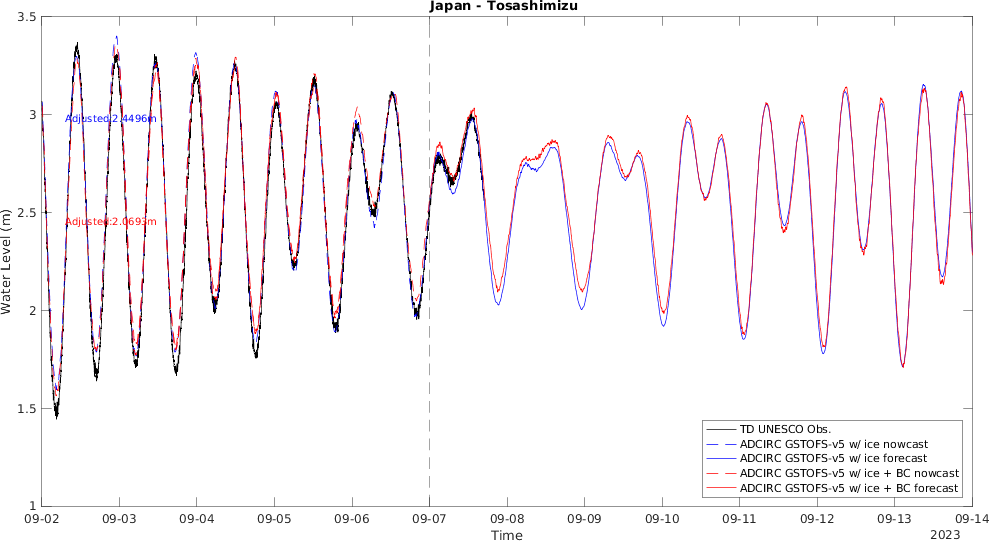 Japan - Tosashimizu
3.5
3
2.5
2
1.5
1
Water Level (m)
Adjusted:2.4496m
Adjusted:2.0693m
TD UNESCO Obs.
ADCIRC GSTOFS-v5 w/ ice nowcast
ADCIRC GSTOFS-v5 w/ ice forecast
ADCIRC GSTOFS-v5 w/ ice + BC nowcast
ADCIRC GSTOFS-v5 w/ ice + BC forecast
09-02 09-03 09-04 09-05 09-06 09-07 09-08 09-09 09-10 09-11 09-12 09-13 09-14
Time
2023